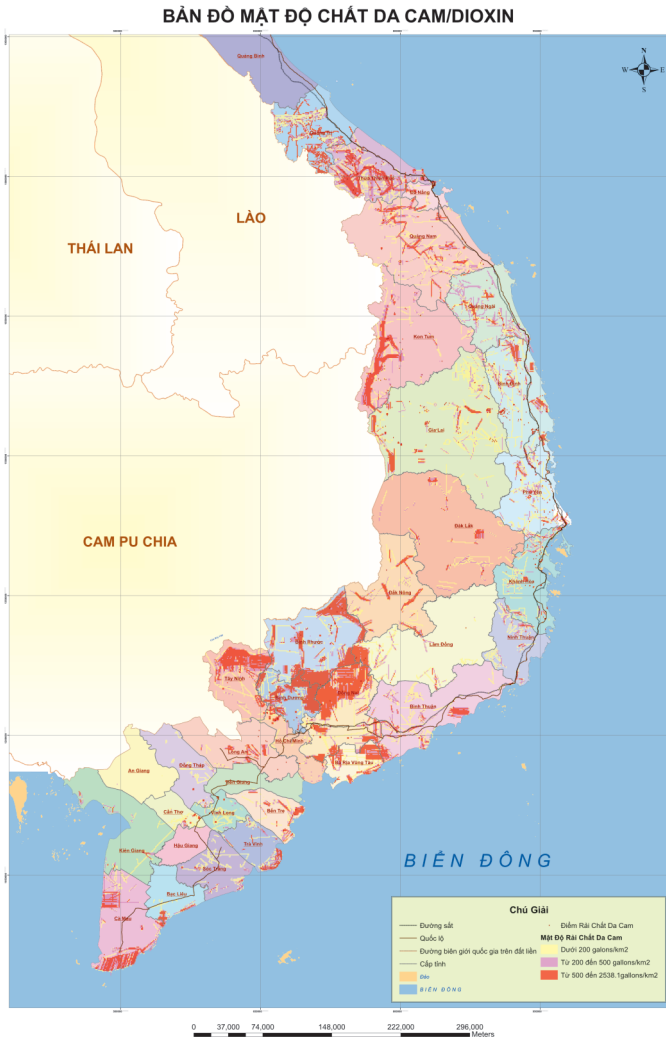 BẢN ĐỒ MẬT ĐỘ CHẤT DA CAM/DIOXIN
N
W E
S
Quảng Bình
Quảng Trị
Thừa Thiên Huế
Đà Nẵng
LÀO
THÁI LAN
Quảng Nam
Quảng Ngãi
Kon Tum
Bình Định
Gia Lai
Phú Yên
CAM PU CHIA
Đắk Lắk
Khánh Hòa
Đắk Nông
Ninh Thuận
Bình Phước
Lâm Đồng
Tây Ninh
Đồng Nai
Bình Dương
Bình Thuận
Hồ Chí Minh
Long An
Bà Rịa Vũng Tàu
Đồng Tháp
An Giang
Tiền Giang
Bến Tre
Cần Thơ
Vĩnh Long
Trà Vinh
Hậu Giang
Kiên Giang
Sóc Trăng
BIỂN ĐÔNG
Bạc Liêu
Cà Mau
Chú Giải
Đường sắt
Quốc lộ
Đường biên giới quốc gia trên đất liền
Cấp tỉnh
Đảo
BIỂN ĐÔNG
Điểm Rải Chất Da Cam
Mật Độ Rải Chất Da Cam
Dưới 200 galons/km2
Từ 200 đến 500 gallons/km2
Từ 500 đến 2538.1gallons/km2
0 37,000 74,000 148,000 222,000 296,000
Meters